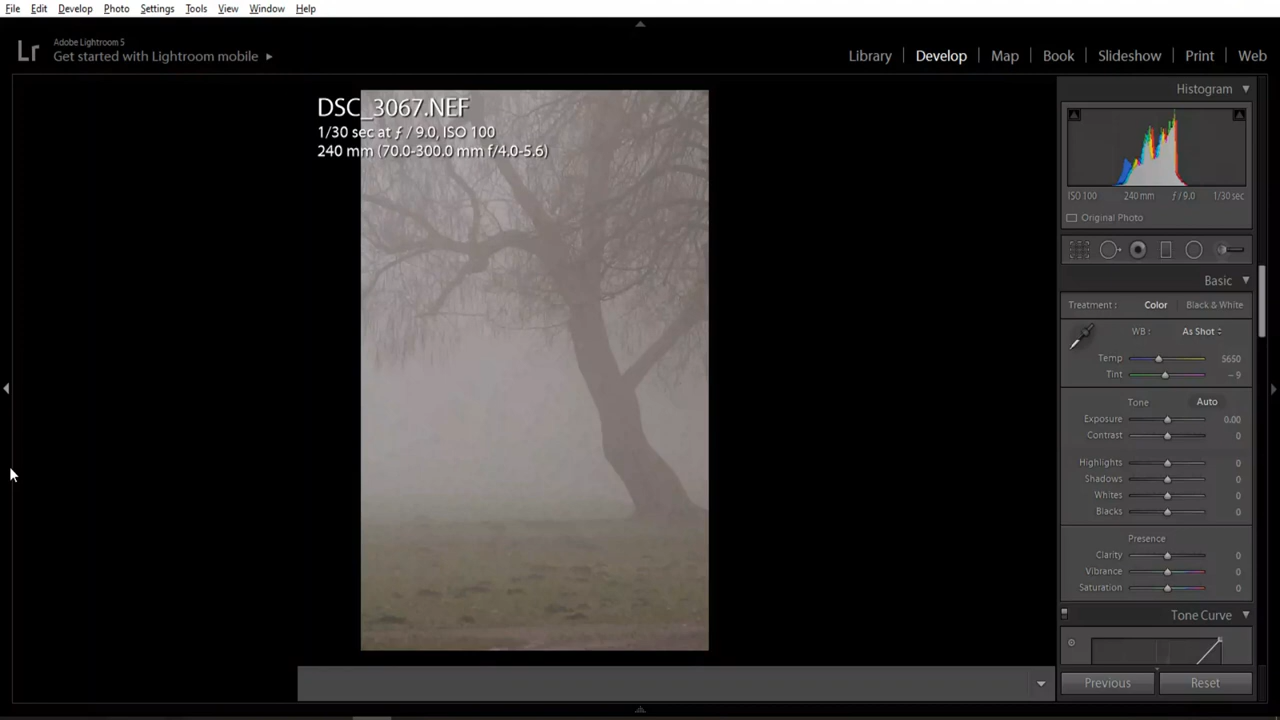 File Edit Develop Photo Settings Tools View Window Help
Lr
Adobe Lightroom 5
Get started with Lightroom mobile
Library Develop Map Book Slideshow Print Web
DSC_3067.NEF
1/30 sec at ƒ / 9.0, ISO 100
240 mm (70.0-300.0 mm f/4.0-5.6)
Histogram
ISO 100 240 mm ƒ / 9.0 1/30 sec
Original Photo
Basic
Treatment : Color Black & White
WB : As Shot
Temp 5650
Tint – 9
Tone Auto
Exposure 0.00
Contrast 0
Highlights 0
Shadows 0
Whites 0
Blacks 0
Presence
Clarity 0
Vibrance 0
Saturation 0
Tone Curve
Previous Reset